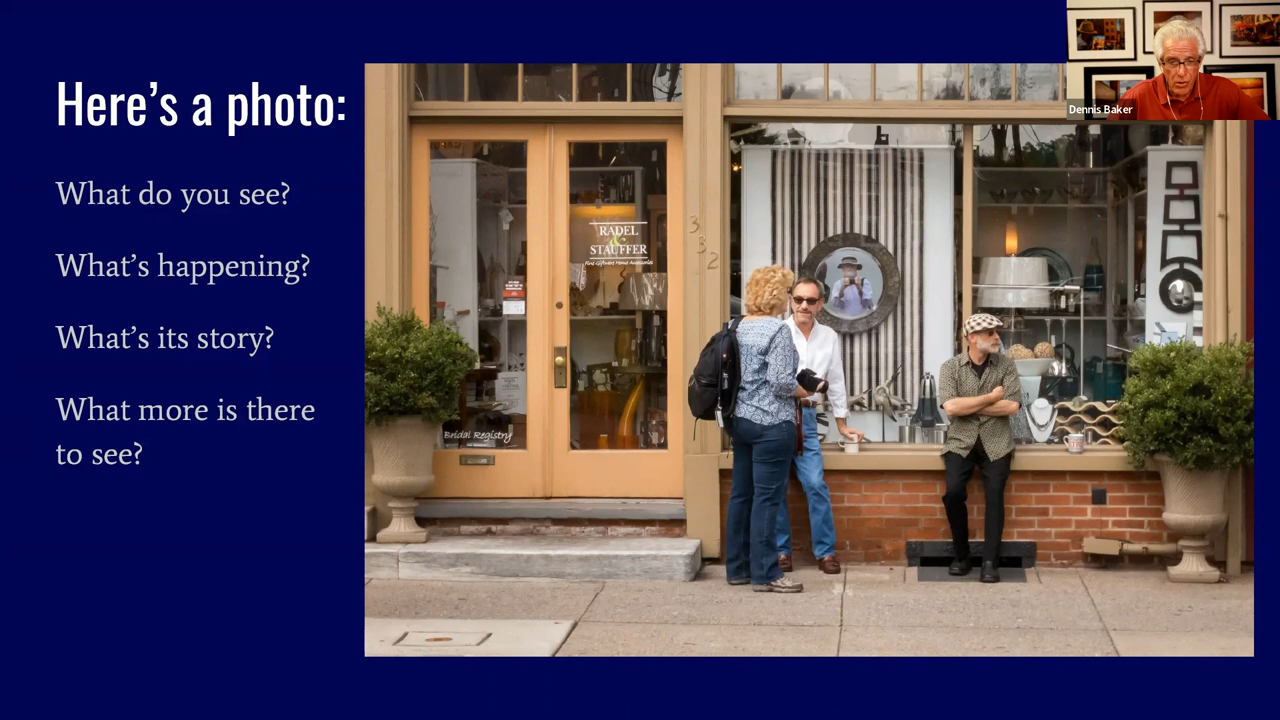 Here’s a photo:
What do you see?
What’s happening?
What’s its story?
What more is there
to see?
Dennis Baker
RADEL
&
STAUFFER
332
Bridal Registry